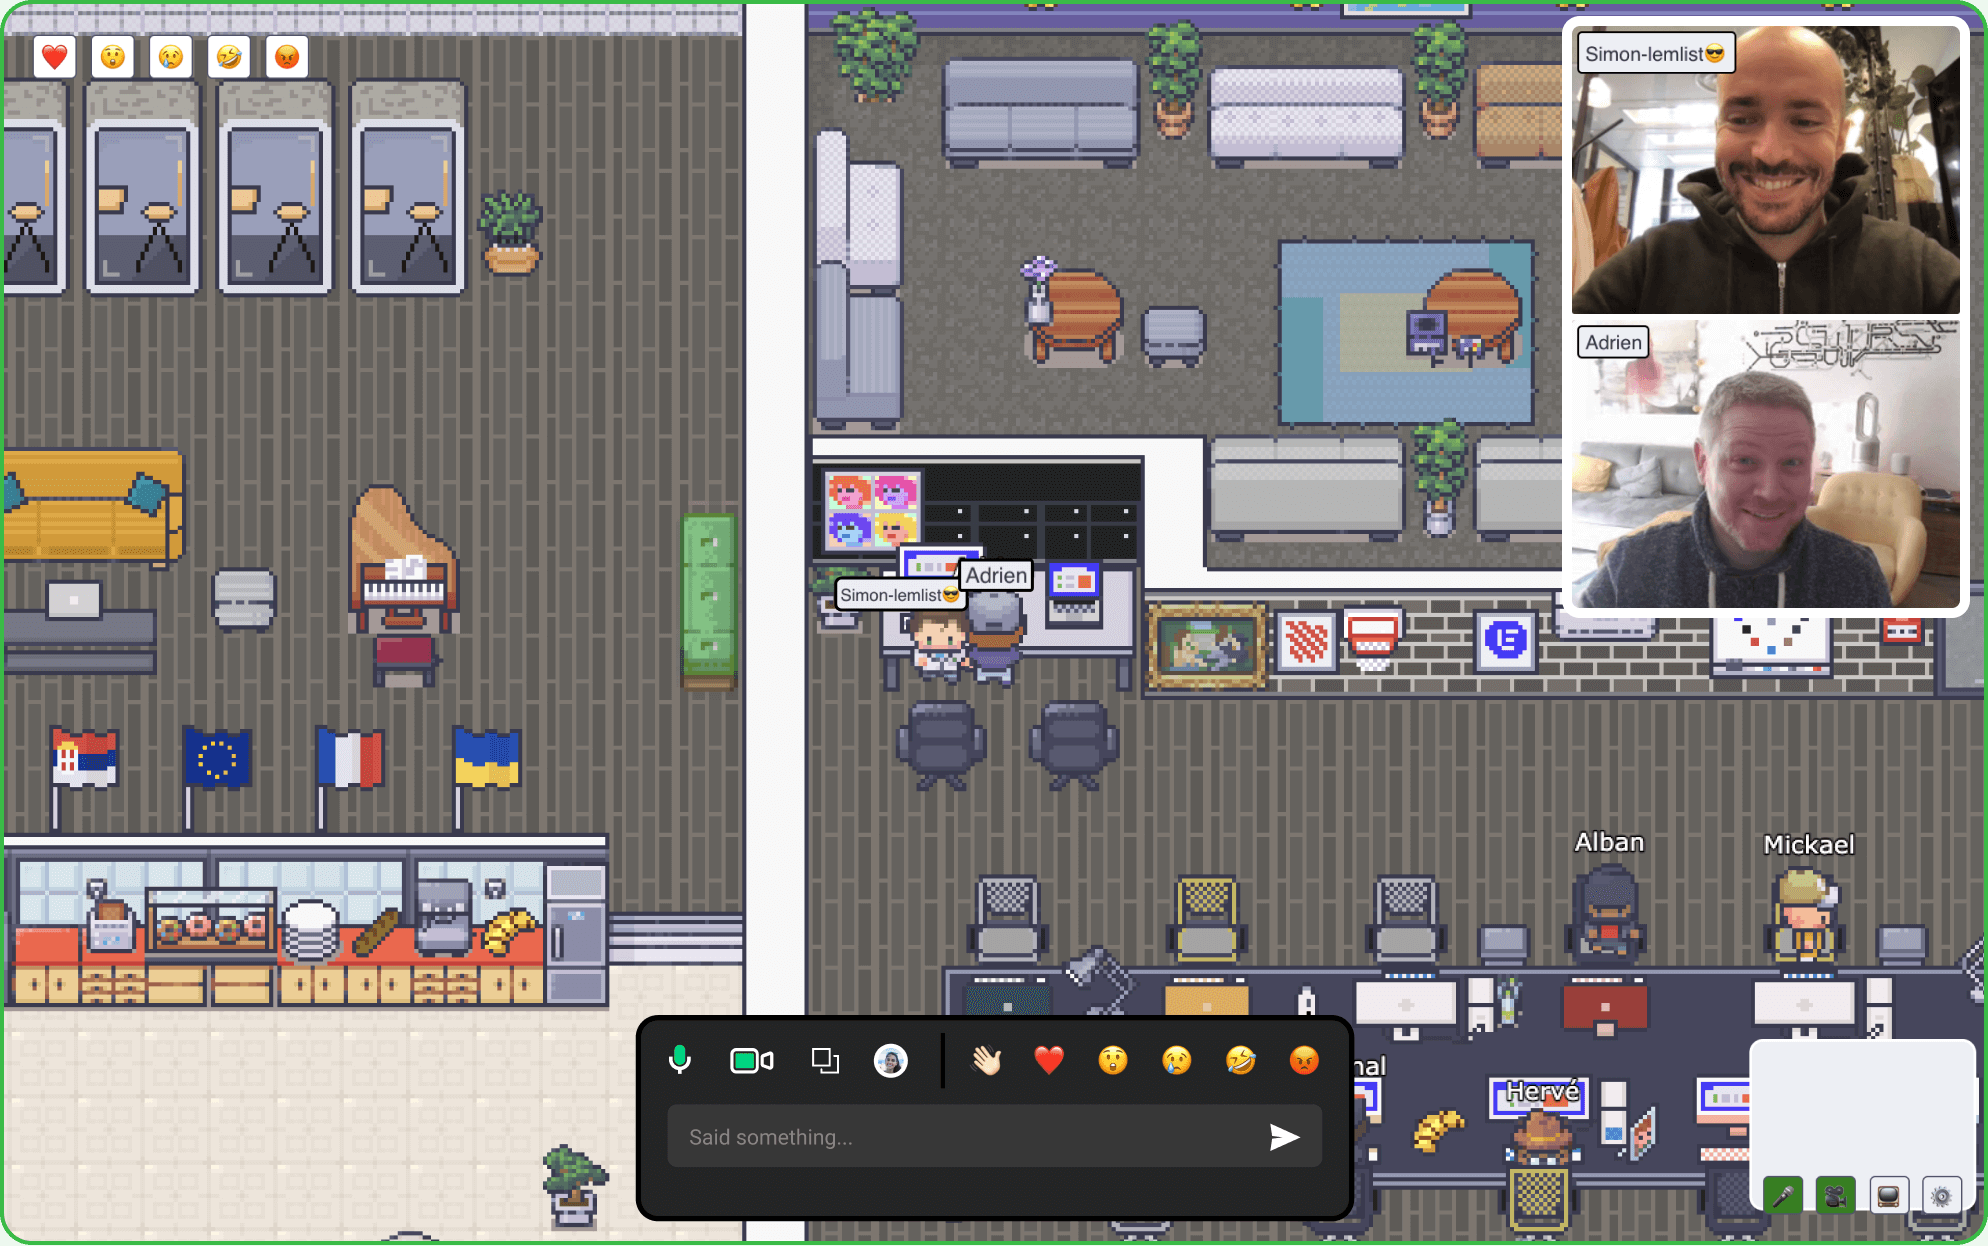 Simon-lemlist😎
Adrien
Adrien
Simon-lemlist😎
Alban
Mickael
nal
Hervé
Said something...